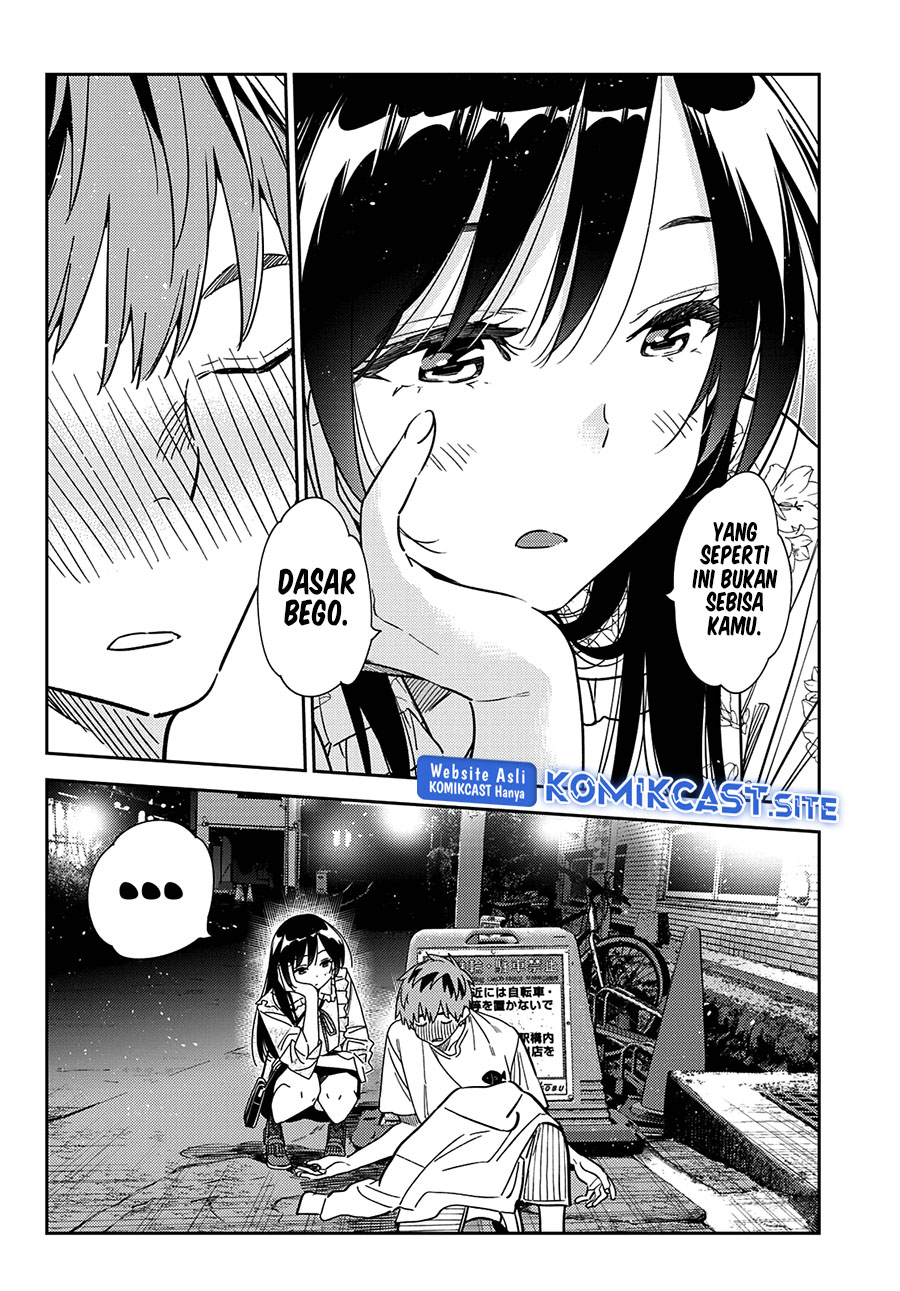 YANG
SEPERTI
INI BUKAN
SEBISA
KAMU.
DASAR
BEGO.
Website Asli
KOMIKCAST Hanya
KOMIKCAST.SITE
...
近には自転車・
を置かないで
駅構内
店を